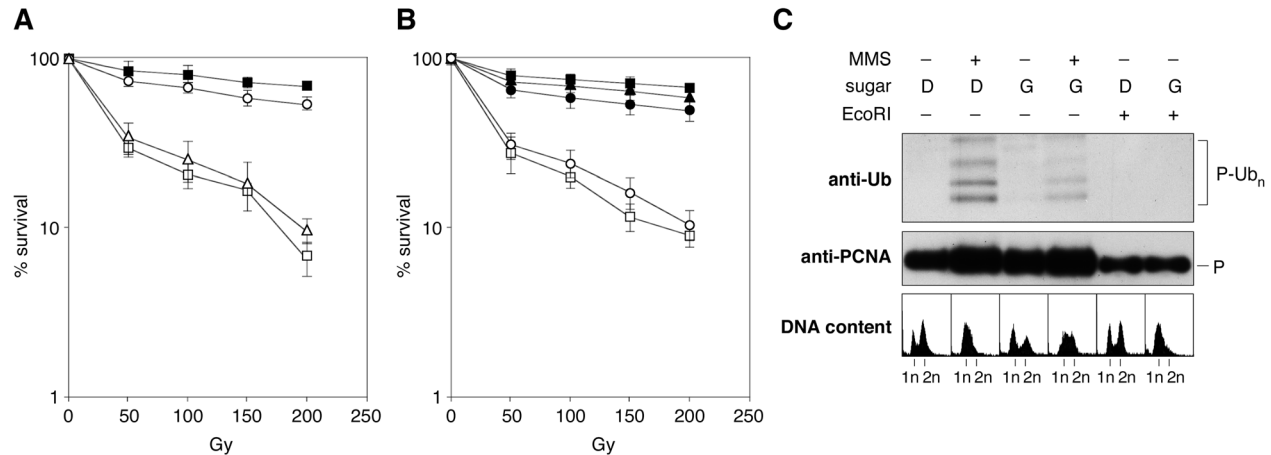 A
B
C
100
10
1
% survival
0 50 100 150 200 250
Gy
100
10
1
% survival
0 50 100 150 200 250
Gy
MMS – + – + – –
sugar D D G G D G
EcoRI – – – – + +
anti-Ub
P-Ubn
anti-PCNA
P
DNA content
1n 2n 1n 2n 1n 2n 1n 2n 1n 2n 1n 2n